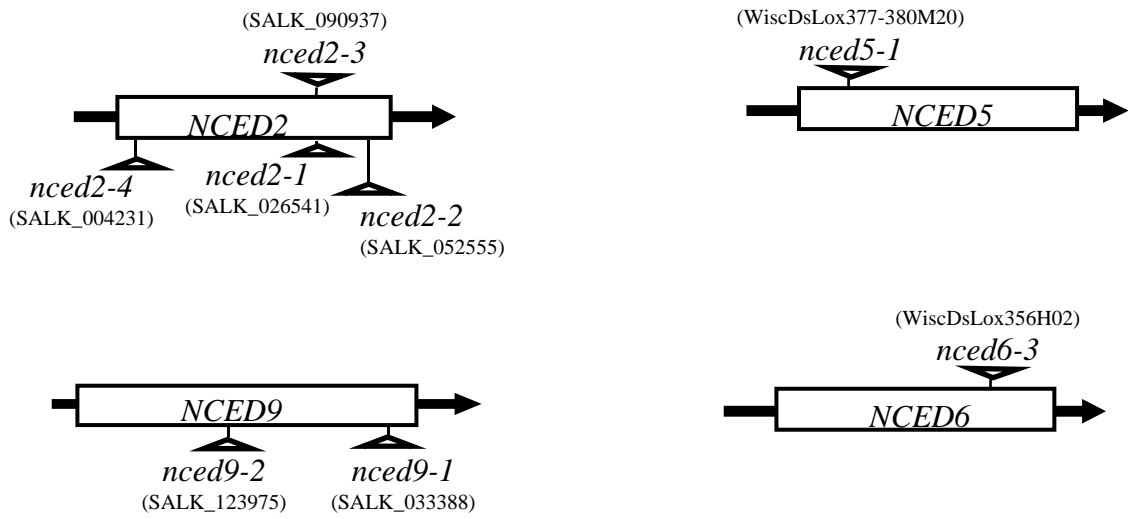 (SALK_090937)
nced2-3
NCED2
nced2-4
(SALK_004231)
nced2-1
(SALK_026541)
nced2-2
(SALK_052555)
(WiscDsLox377-380M20)
nced5-1
NCED5
NCED9
nced9-2
(SALK_123975)
nced9-1
(SALK_033388)
(WiscDsLox356H02)
nced6-3
NCED6